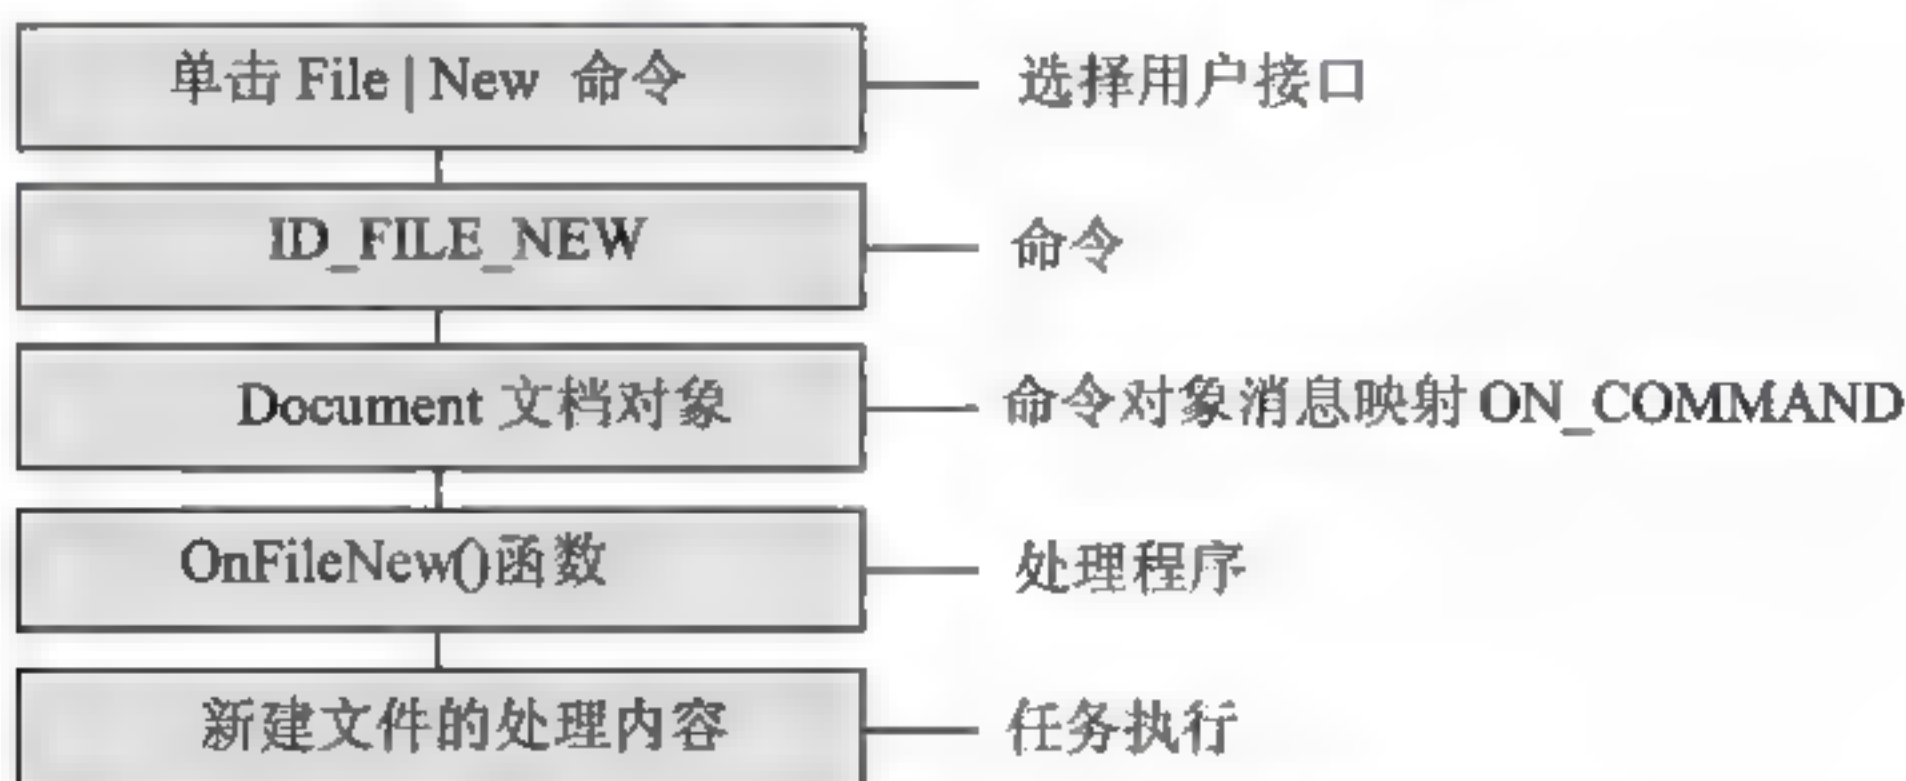 单击 File | New 命令
选择用户接口
ID_FILE_NEW
命令
Document 文档对象
命令对象消息映射 ON_COMMAND
OnFileNew()函数
处理程序
新建文件的处理内容
任务执行